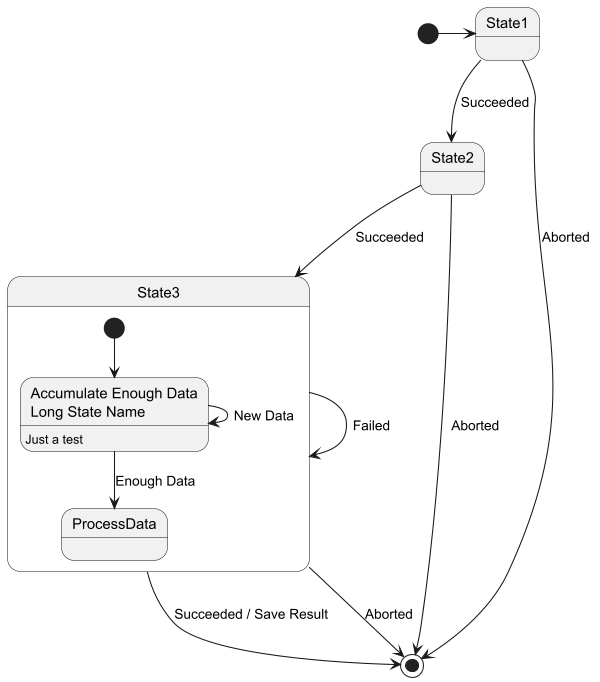 State1
Succeeded
State2
Succeeded
Aborted
State3
Accumulate Enough Data
Long State Name
Just a test
New Data
Failed
Aborted
Enough Data
ProcessData
Succeeded / Save Result
Aborted